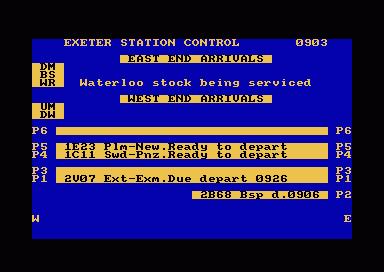 EXETER STATION CONTROL 0903
EAST END ARRIVALS
DM
BS
WR
Waterloo stock being serviced
WEST END ARRIVALS
UM
DW
P6 P6
P5 1E23 Plm-New.Ready to depart P5
P4 1C11 Swd-Pnz.Ready to depart P4
P3 P3
P1 2V07 Ext-Exm.Due depart 0926 P1
2B68 Bsp d.0906 P2
W E